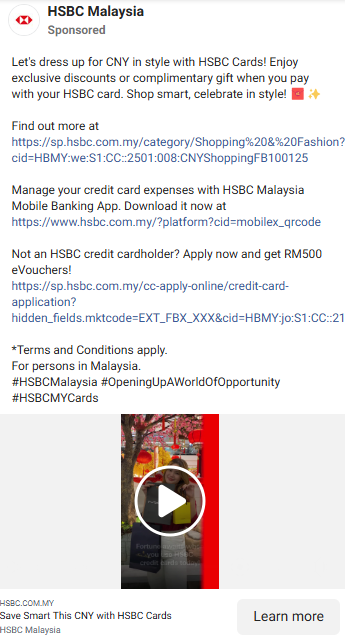 HSBC Malaysia
Sponsored
Let's dress up for CNY in style with HSBC Cards! Enjoy
exclusive discounts or complimentary gift when you pay
with your HSBC card. Shop smart, celebrate in style! 🧧 ✨
Find out more at
https://sp.hsbc.com.my/category/Shopping%20&%20Fashion?
cid=HBMY:we:S1:CC::2501:008:CNYShoppingFB100125
Manage your credit card expenses with HSBC Malaysia
Mobile Banking App. Download it now at
https://www.hsbc.com.my/?platform?cid=mobilex_qrcode
Not an HSBC credit cardholder? Apply now and get RM500
eVouchers!
https://sp.hsbc.com.my/cc-apply-online/credit-card-
application?
hidden_fields.mktcode=EXT_FBX_XXX&cid=HBMY:jo:S1:CC::21
*Terms and Conditions apply.
For persons in Malaysia.
#HSBCMalaysia #OpeningUpAWorldOfOpportunity
#HSBCMYCards
HSBC
credit cards today
HSBC.COM.MY
Save Smart This CNY with HSBC Cards
HSBC Malaysia
Learn more